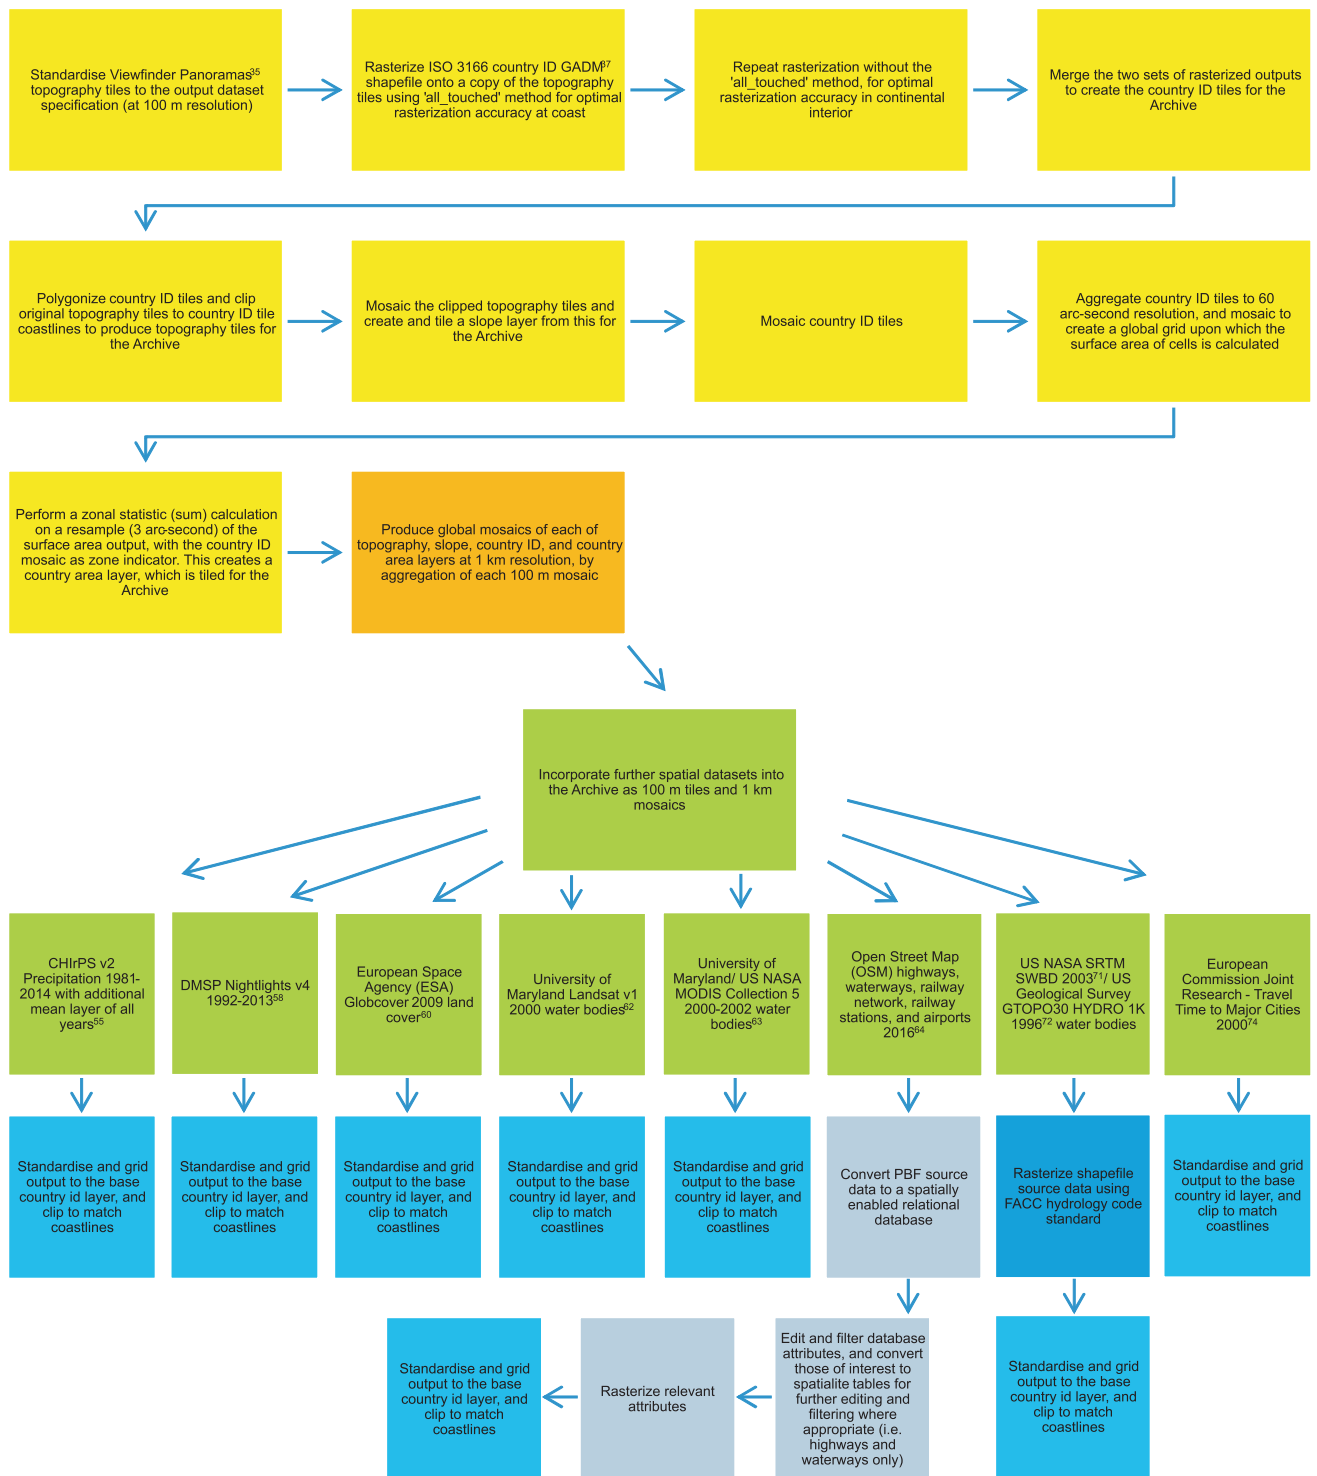 Standardise Viewfinder Panoramas35
topography tiles to the output dataset
specification (at 100 m resolution)
Rasterize ISO 3166 country ID GADM37
shapefile onto a copy of the topography
tiles using 'all_touched' method for optimal
rasterization accuracy at coast
Repeat rasterization without the
'all_touched' method, for optimal
rasterization accuracy in continental
interior
Merge the two sets of rasterized outputs
to create the country ID tiles for the
Archive
Polygonize country ID tiles and clip
original topography tiles to country ID tile
coastlines to produce topography tiles for
the Archive
Mosaic the clipped topography tiles and
create and tile a slope layer from this for
the Archive
Mosaic country ID tiles
Aggregate country ID tiles to 60
arc-second resolution, and mosaic to
create a global grid upon which the
surface area of cells is calculated
Perform a zonal statistic (sum) calculation
on a resample (3 arc-second) of the
surface area output, with the country ID
mosaic as zone indicator. This creates a
country area layer, which is tiled for the
Archive
Produce global mosaics of each of
topography, slope, country ID, and country
area layers at 1 km resolution, by
aggregation of each 100 m mosaic
Incorporate further spatial datasets into
the Archive as 100 m tiles and 1 km
mosaics
CHIrPS v2
Precipitation 1981-
2014 with additional
mean layer of all
years55
DMSP Nightlights v4
1992-201358
European Space
Agency (ESA)
Globcover 2009 land
cover60
University of
Maryland Landsat v1
2000 water bodies62
University of
Maryland/ US NASA
MODIS Collection 5
2000-2002 water
bodies63
Open Street Map
(OSM) highways,
waterways, railway
network, railway
stations, and airports
201664
US NASA SRTM
SWBD 200371/ US
Geological Survey
GTOPO30 HYDRO 1K
199672 water bodies
European
Commission Joint
Research - Travel
Time to Major Cities
200074
Standardise and grid
output to the base
country id layer, and
clip to match
coastlines
Standardise and grid
output to the base
country id layer, and
clip to match
coastlines
Standardise and grid
output to the base
country id layer, and
clip to match
coastlines
Standardise and grid
output to the base
country id layer, and
clip to match
coastlines
Standardise and grid
output to the base
country id layer, and
clip to match
coastlines
Convert PBF source
data to a spatially
enabled relational
database
Rasterize shapefile
source data using
FACC hydrology code
standard
Standardise and grid
output to the base
country id layer, and
clip to match
coastlines
Standardise and grid
output to the base
country id layer, and
clip to match
coastlines
Rasterize relevant
attributes
Edit and filter database
attributes, and convert
those of interest to
spatialite tables for
further editing and
filtering where
appropriate (i.e.
highways and
waterways only)
Standardise and grid
output to the base
country id layer, and
clip to match
coastlines